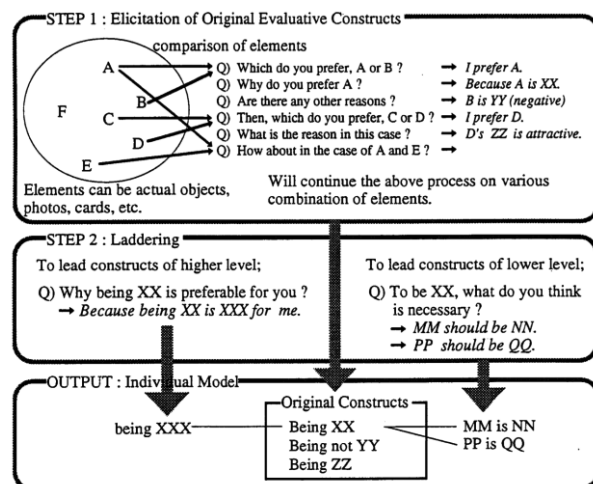 STEP 1 : Elicitation of Original Evaluative Constructs
comparison of elements
A
B
C
D
E
F
Q) Which do you prefer, A or B ? → I prefer A.
Q) Why do you prefer A ? → Because A is XX.
Q) Are there any other reasons ? → B is YY (negative)
Q) Then, which do you prefer, C or D ? → I prefer D.
Q) What is the reason in this case ? → D's ZZ is attractive.
Q) How about in the case of A and E ? →
Elements can be actual objects,
photos, cards, etc.
Will continue the above process on various
combination of elements.
STEP 2 : Laddering
To lead constructs of higher level;
Q) Why being XX is preferable for you ?
→ Because being XX is XXX for me.
To lead constructs of lower level;
Q) To be XX, what do you think
is necessary ?
→ MM should be NN.
→ PP should be QQ.
OUTPUT : Individual Model
Original Constructs
being XXX
Being XX
Being not YY
Being ZZ
MM is NN
PP is QQ